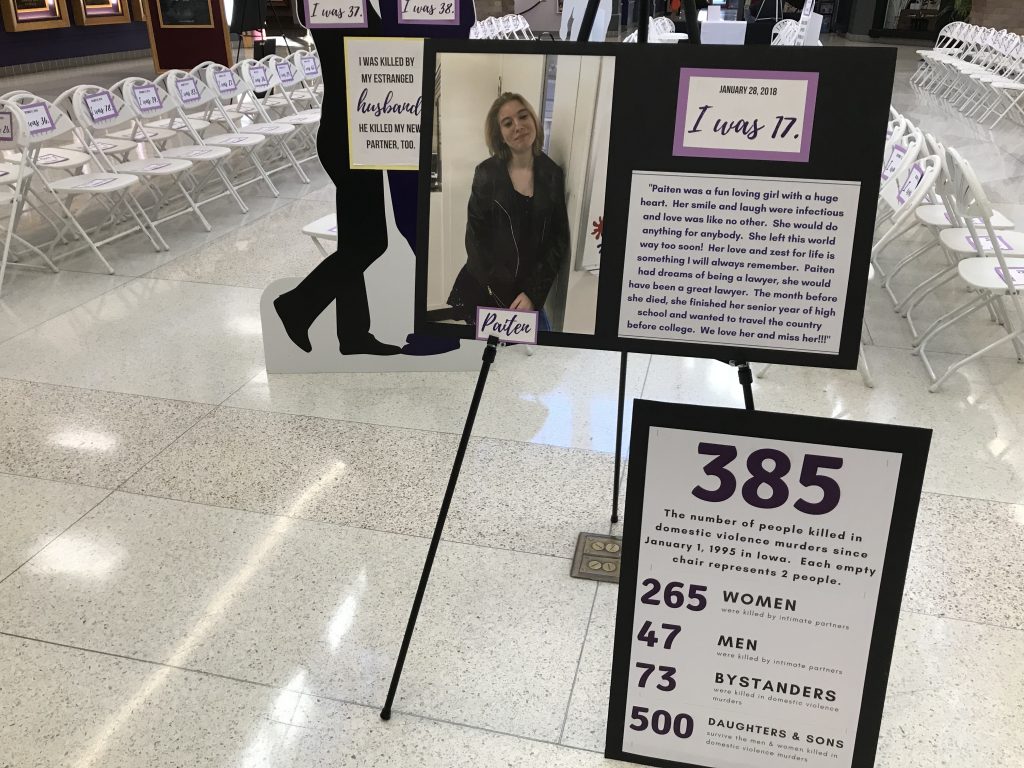 I was 37.
I was 38.
I WAS KILLED BY
MY ESTRANGED
husband
HE KILLED MY NEW
PARTNER, TOO.
JANUARY 28, 2018
I was 17.
"Paiten was a fun loving girl with a huge
heart. Her smile and laugh were infectious
and love was like no other. She would do
anything for anybody. She left this world
way too soon! Her love and zest for life is
something I will always remember. Paiten
had dreams of being a lawyer, she would
have been a great lawyer. The month before
she died, she finished her senior year of high
school and wanted to travel the country
before college. We love her and miss her!!!"
Paiten
385
The number of people killed in
domestic violence murders since
January 1, 1995 in Iowa. Each empty
chair represents 2 people.
265 WOMEN
were killed by intimate partners
47 MEN
were killed by intimate partners
73 BYSTANDERS
were killed in domestic violence
murders
500 DAUGHTERS & SONS
survive the men & women killed in
domestic violence murders
I was 36.
I was 78.